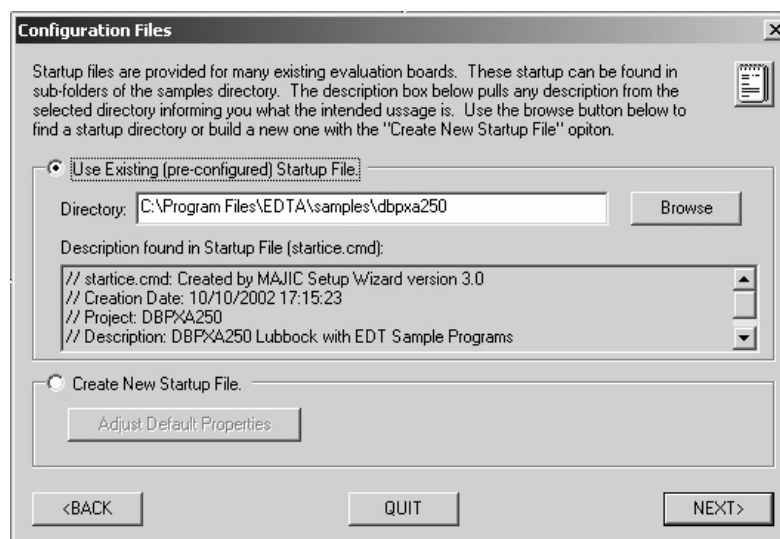 Configuration Files
Startup files are provided for many existing evaluation boards. These startup can be found in
sub-folders of the samples directory. The description box below pulls any description from the
selected directory informing you what the intended ussage is. Use the browse button below to
find a startup directory or build a new one with the "Create New Startup File" opiton.
Use Existing (pre-configured) Startup File.
Directory: C:\Program Files\EDTA\samples\dbpxa250 Browse
Description found in Startup File (startice.cmd):
// startice.cmd: Created by MAJIC Setup Wizard version 3.0
// Creation Date: 10/10/2002 17:15:23
// Project: DBPXA250
// Description: DBPXA250 Lubbock with EDT Sample Programs
Create New Startup File.
Adjust Default Properties
<BACK QUIT NEXT>